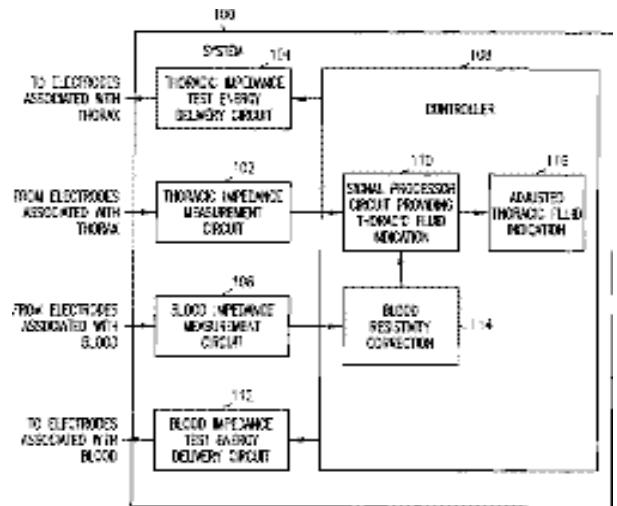 100
SYSTEM
104
108
TO ELECTRODES
ASSOCIATED WITH
THORAX
THORACIC IMPEDANCE
TEST ENERGY
DELIVERY CIRCUIT
CONTROLLER
102
110
116
FROM ELECTRODES
ASSOCIATED WITH
THORAX
THORACIC IMPEDANCE
MEASUREMENT
CIRCUIT
SIGNAL PROCESSOR
CIRCUIT PROVIDING
THORACIC FLUID
INDICATION
ADJUSTED
THORACIC FLUID
INDICATION
106
FROM ELECTRODES
ASSOCIATED WITH
BLOOD
BLOOD IMPEDANCE
MEASUREMENT
CIRCUIT
BLOOD
RESISTIVITY
CORRECTION
114
112
TO ELECTRODES
ASSOCIATED WITH
BLOOD
BLOOD IMPEDANCE
TEST ENERGY
DELIVERY CIRCUIT